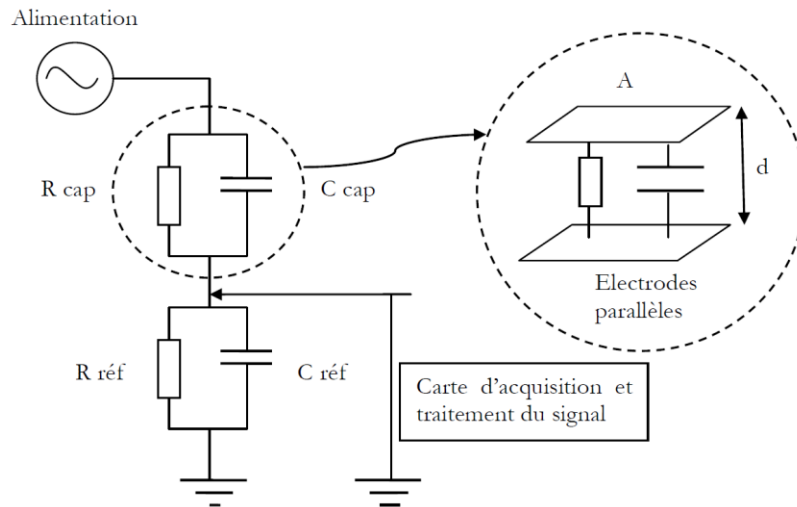 Alimentation
A
R cap
C cap
d
Electrodes
parallèles
R réf
C réf
Carte d'acquisition et
traitement du signal